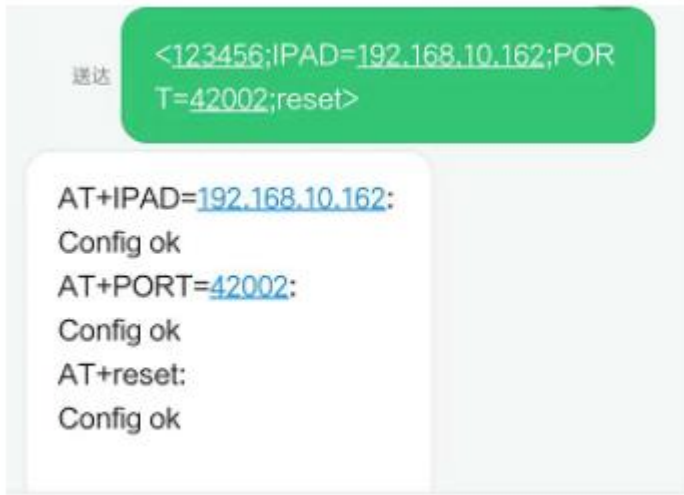 <123456;IPAD=192.168.10.162;POR
送达
T=42002;reset>
AT+IPAD=192.168.10.162:
Config ok
AT+PORT=42002:
Config ok
AT+reset:
Config ok